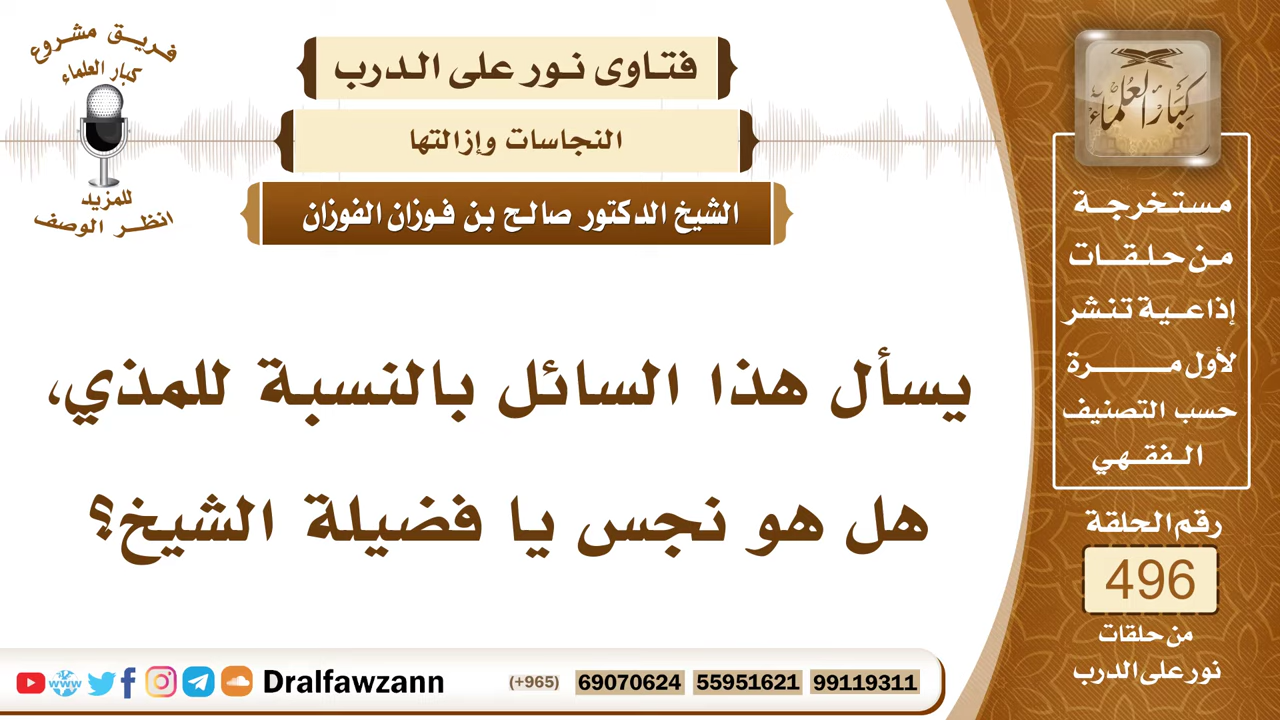 فريق مشروع
كبار العلماء
للمزيد
انظر الوصف
فتاوى نور على الدرب
النجاسات وإزالتها
الشيخ الدكتور صالح بن فوزان الفوزان
كبار العلماء
مستخرجة
من حلقات
إذاعية تنشر
لأول مرة
حسب التصنيف
الفقهي
رقم الحلقة
496
من حلقات
نور على الدرب
يسأل هذا السائل بالنسبة للمذي،
هل هو نجس يا فضيلة الشيخ؟
www Dralfawzann (+965) 69070624 55951621 99119311